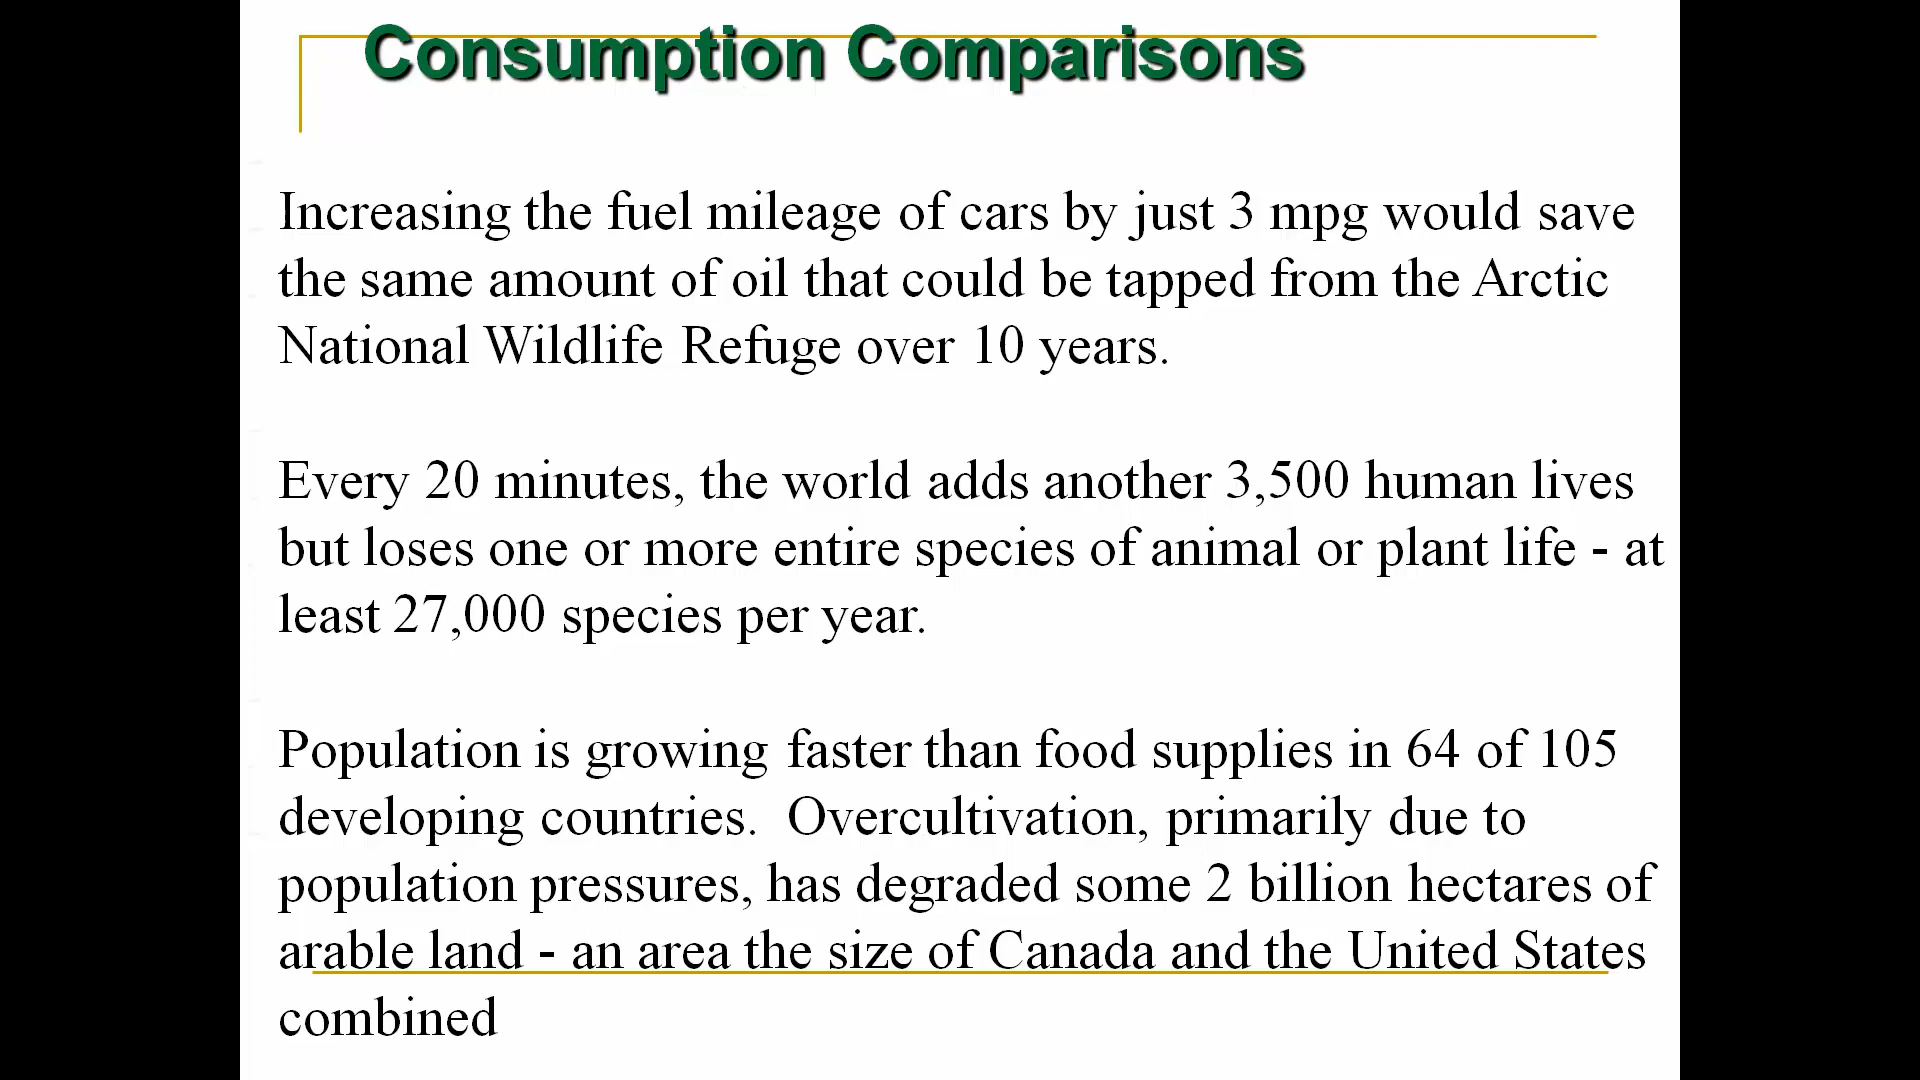 Consumption Comparisons
Increasing the fuel mileage of cars by just 3 mpg would save
the same amount of oil that could be tapped from the Arctic
National Wildlife Refuge over 10 years.
Every 20 minutes, the world adds another 3,500 human lives
but loses one or more entire species of animal or plant life - at
least 27,000 species per year.
Population is growing faster than food supplies in 64 of 105
developing countries.  Overcultivation, primarily due to
population pressures, has degraded some 2 billion hectares of
arable land - an area the size of Canada and the United States
combined